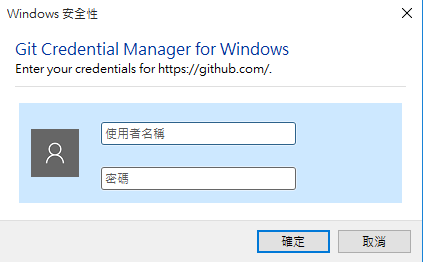 Windows 安全性
Git Credential Manager for Windows
Enter your credentials for https://github.com/.
使用者名稱
密碼
確定
取消